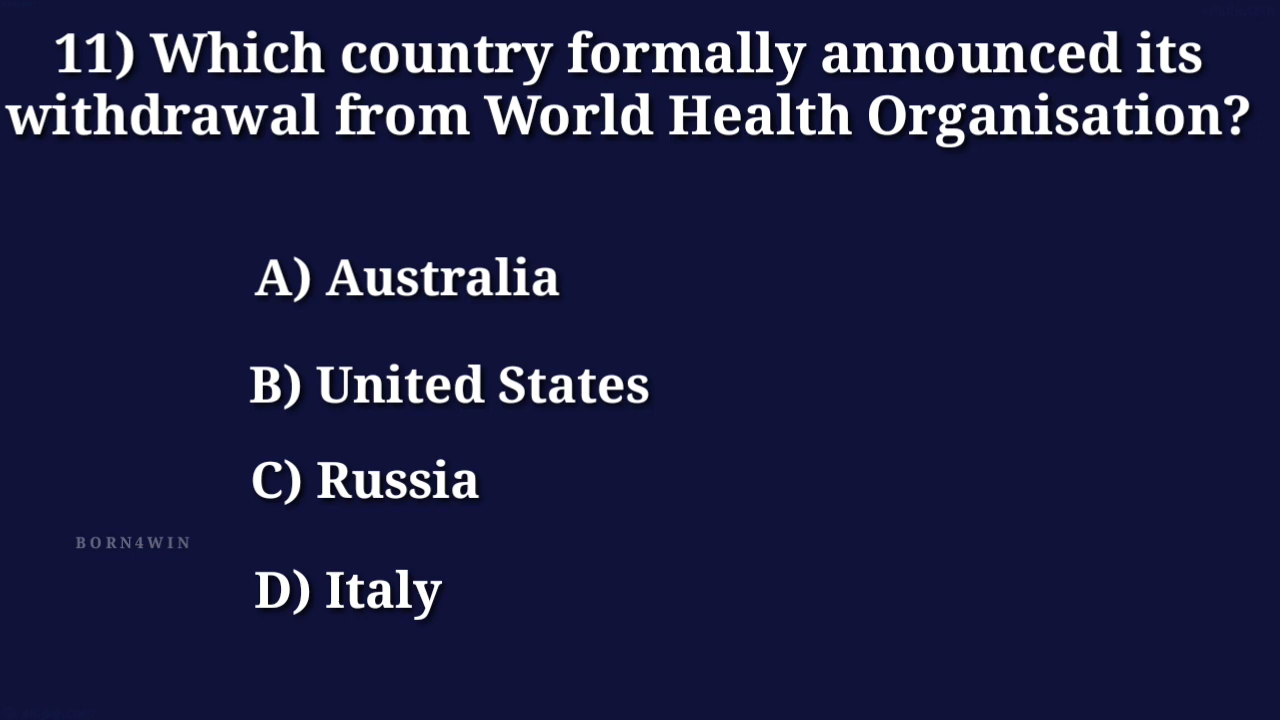 11) Which country formally announced its
withdrawal from World Health Organisation?
A) Australia
B) United States
C) Russia
BORN4WIN
D) Italy